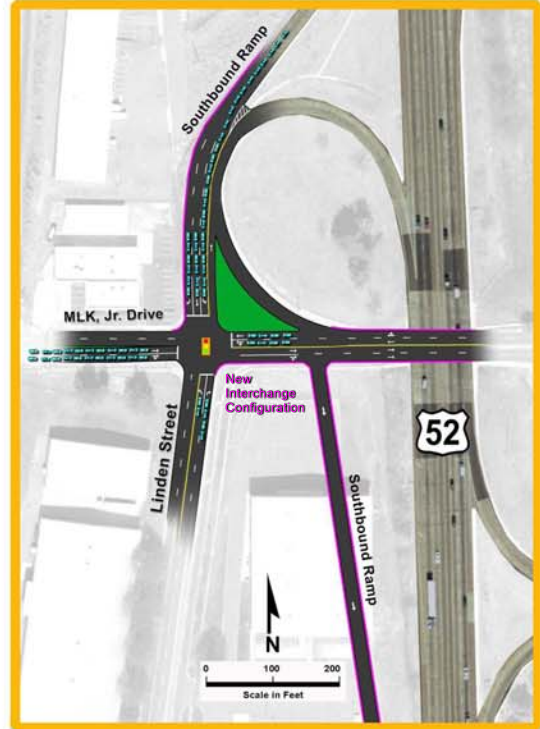 Southbound Ramp
MLK, Jr. Drive
New
Interchange
Configuration
52
Linden Street
Southbound Ramp
N
0 100 200
Scale in Feet